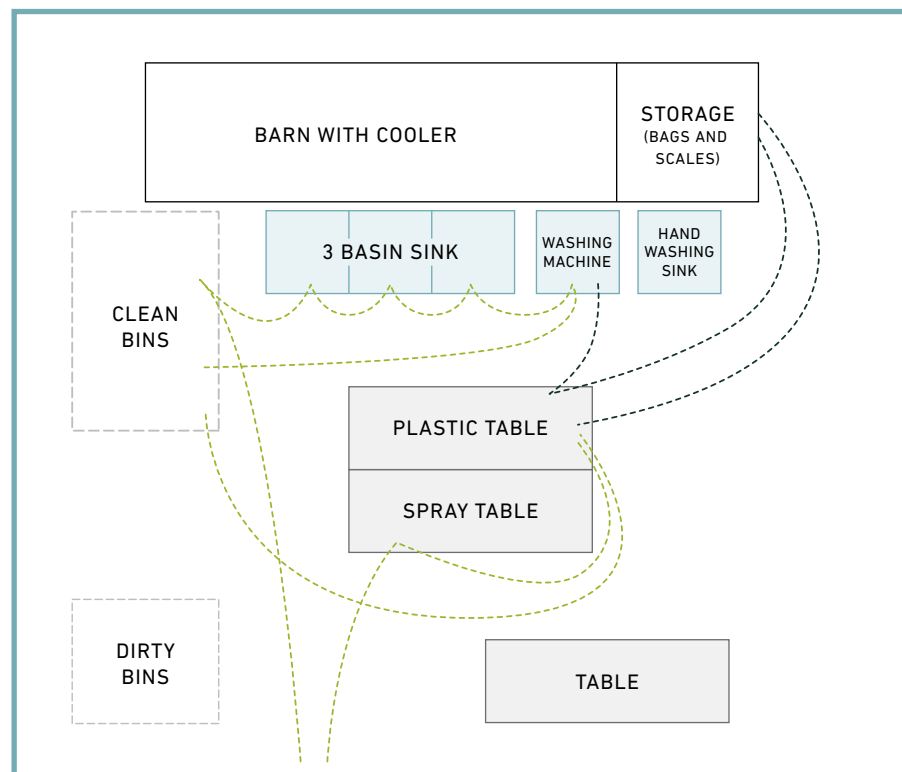 BARN WITH COOLER
STORAGE
(BAGS AND
SCALES)
3 BASIN SINK
WASHING
MACHINE
HAND
WASHING
SINK
CLEAN
BINS
PLASTIC TABLE
SPRAY TABLE
DIRTY
BINS
TABLE